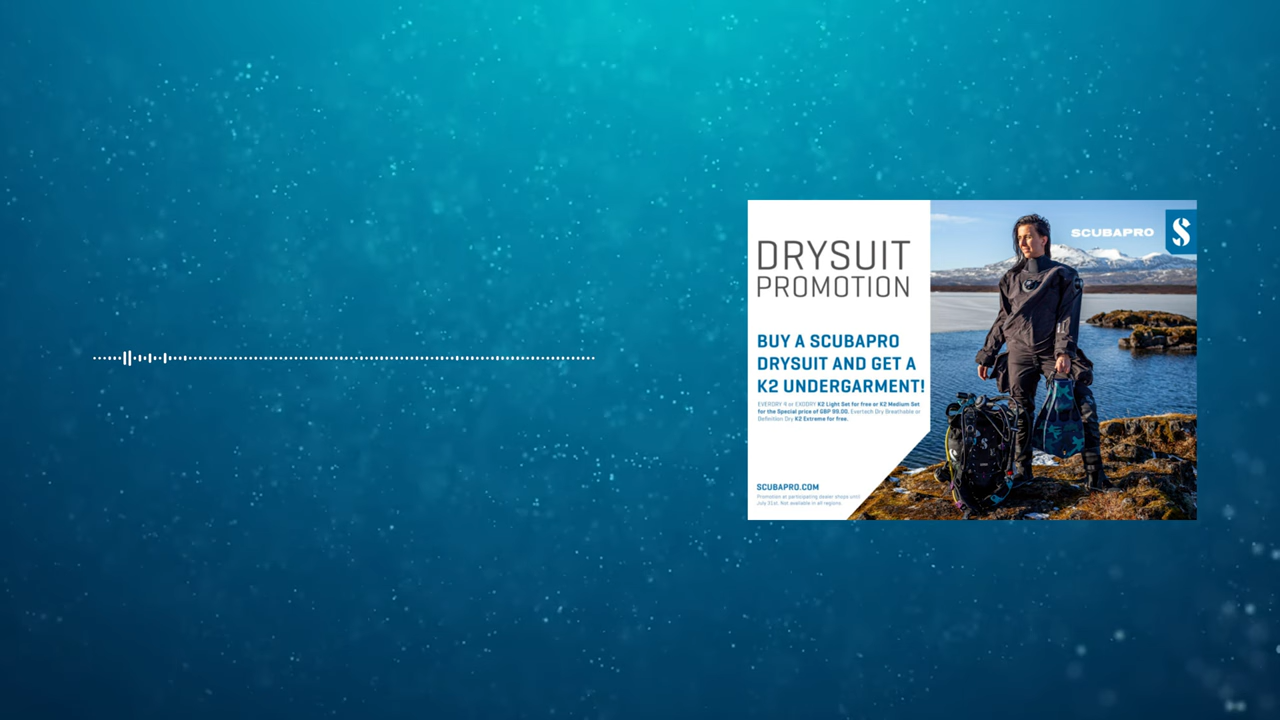 DRYSUIT
PROMOTION
BUY A SCUBAPRO
DRYSUIT AND GET A
K2 UNDERGARMENT!
EVERDRY 4 or EXODRY K2 Light Set for free or K2 Medium Set
for the Special price of GBP 99.00. Evertech Dry Breathable or
Definition Dry K2 Extreme for free.
SCUBAPRO.COM
Promotion at participating dealer shops until
July 31st. Not available in all regions.
SCUBAPRO
S